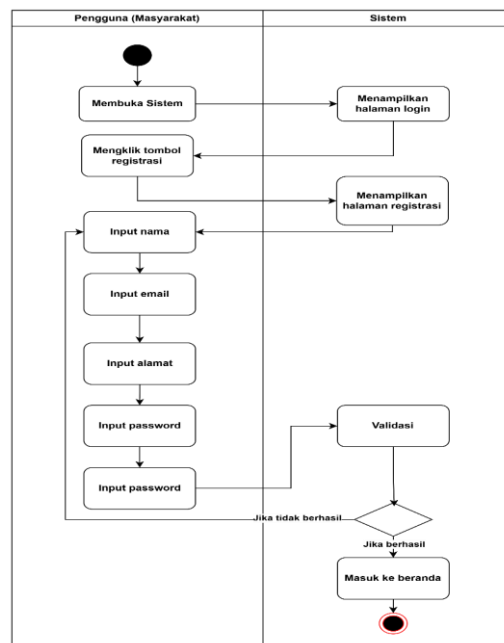 Pengguna (Masyarakat)
Sistem
Membuka Sistem
Menampilkan
halaman login
Mengklik tombol
registrasi
Menampilkan
halaman registrasi
Input nama
Input email
Input alamat
Input password
Validasi
Input password
Jika tidak berhasil
Jika berhasil
Masuk ke beranda